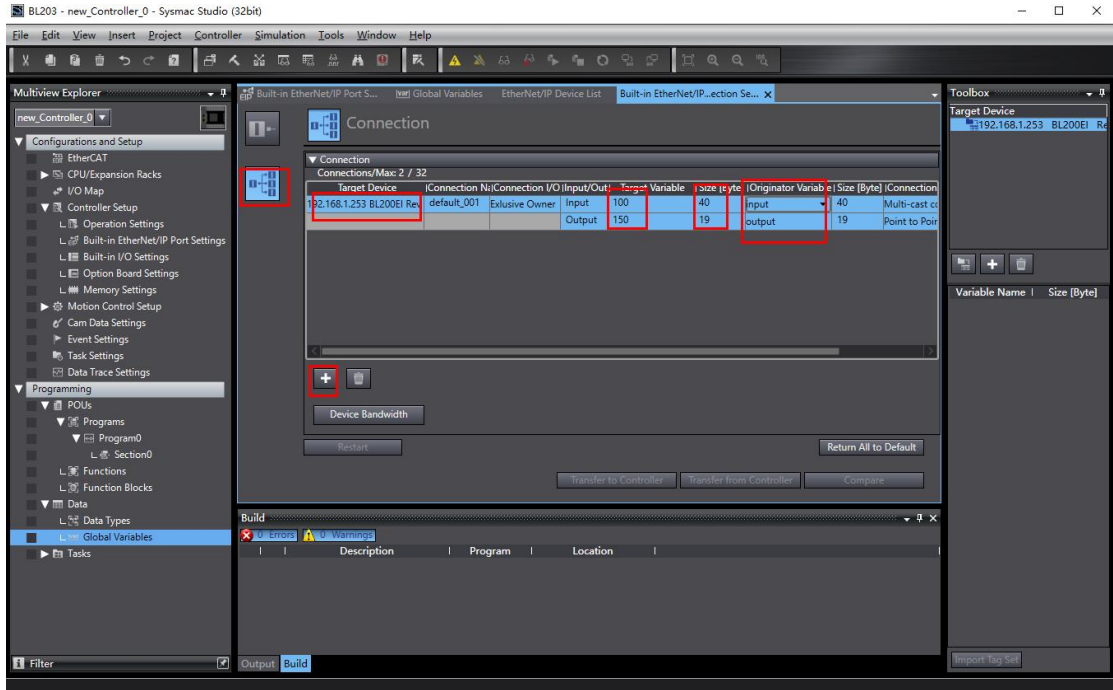 BL203 - new_Controller_0 - Sysmac Studio (32bit)
File Edit View Insert Project Controller Simulation Tools Window Help
Multiview Explorer
new_Controller_0
Configurations and Setup
EtherCAT
CPU/Expansion Racks
I/O Map
Controller Setup
Operation Settings
Built-in EtherNet/IP Port Settings
Built-in I/O Settings
Option Board Settings
Memory Settings
Motion Control Setup
Cam Data Settings
Event Settings
Task Settings
Data Trace Settings
Programming
POUs
Programs
Program0
Section0
Functions
Function Blocks
Data
Data Types
Global Variables
Tasks
Filter
Built-in EtherNet/IP Port S... Global Variables EtherNet/IP Device List Built-in EtherNet/IP...ection Se... X
Connection
Connection
Connections/Max: 2 / 32
Target Device Connection Na Connection I/O Input/Out Target Variable Size [Byte Originator Variable Size [Byte] Connection
192.168.1.253 BL200EI Rev default_001 Exlusive Owner Input 100 40 input 40 Multi-cast co
Output 150 19 output 19 Point to Poin
Device Bandwidth
Restart Return All to Default
Transfer to Controller Transfer from Controller Compare
Build
0 Errors 0 Warnings
Description Program Location
Output Build
Toolbox
Target Device
192.168.1.253 BL200EI Re
Variable Name Size [Byte]
Import Tag Set